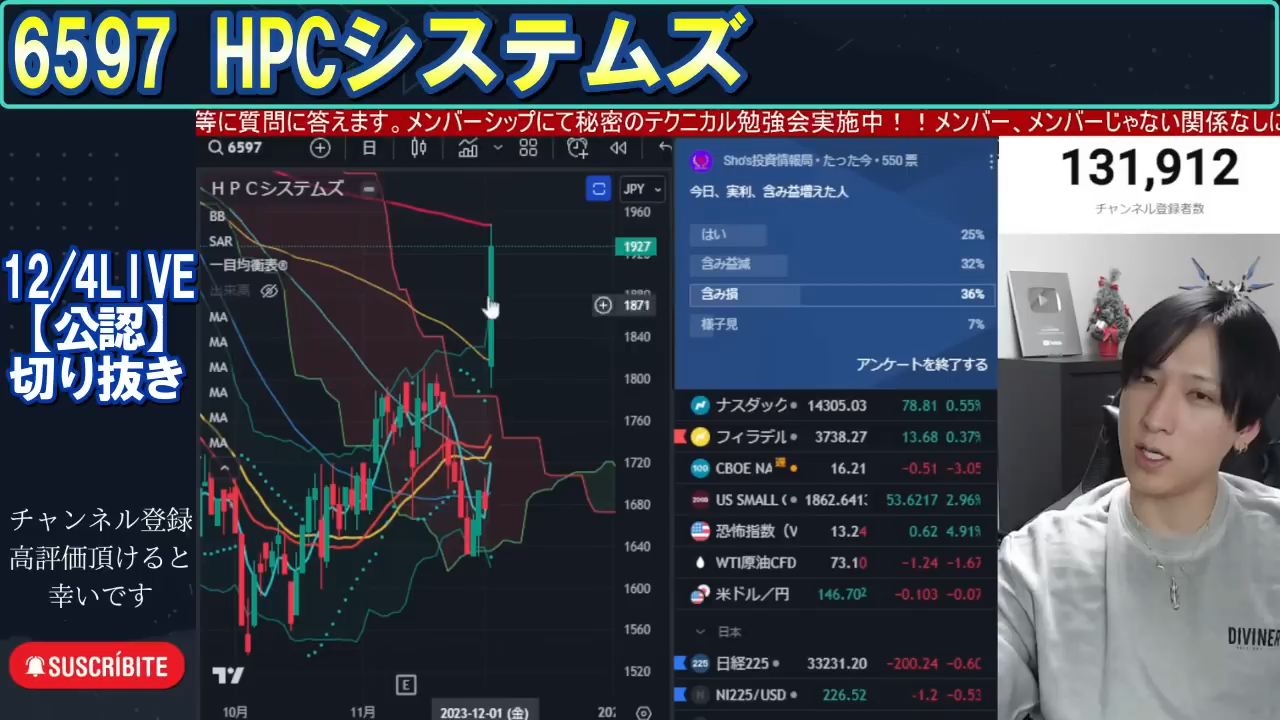 6597 HPCシステムズ
等に質問に答えます。メンバーシップにて秘密のテクニカル勉強会実施中！！メンバー、メンバーじゃない関係なしに
12/4LIVE
【公認】
切り抜き
チャンネル登録
高評価頂けると
幸いです
SUSCRÍBITE
6597
日
ＨＰＣシステムズ
JPY
BB
SAR
一目均衡表
出来高
MA
MA
MA
MA
MA
MA
1960
1927
1871
1840
1800
1760
1720
1680
1640
1600
1560
1520
E
10月
11月
2023-12-01 (金)
202
Sho's投資情報局・たった今・550 票
今日、実利、含み益増えた人
はい 25%
含み益減 32%
含み損 36%
様子見 7%
アンケートを終了する
ナスダック 14305.03 78.81 0.55%
フィラデル 3738.27 13.68 0.37%
100 CBOE NA 16.21 -0.51 -3.05
US SMALL C 1862.641 53.6217 2.96%
恐怖指数（V 13.24 0.62 4.91%
WTI原油CFD 73.10 -1.24 -1.67
米ドル／円 146.702 -0.103 -0.07
日本
225 日経225 33231.20 -200.24 -0.60
NI225/USD 226.52 -1.2 -0.53
131,912
チャンネル登録者数
DIVINER